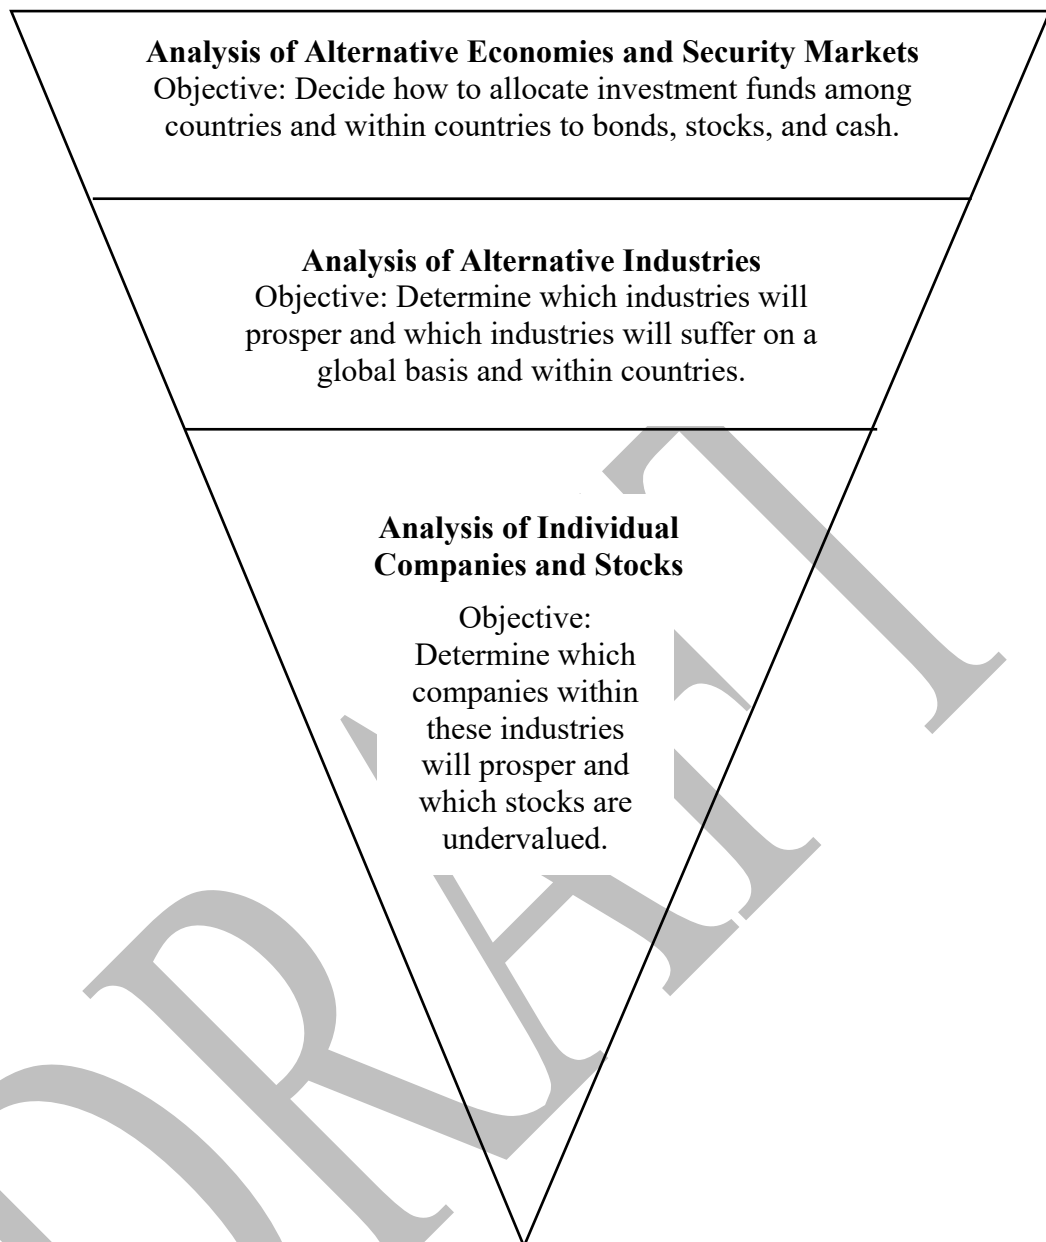 Analysis of Alternative Economies and Security Markets
Objective: Decide how to allocate investment funds among
countries and within countries to bonds, stocks, and cash.
Analysis of Alternative Industries
Objective: Determine which industries will
prosper and which industries will suffer on a
global basis and within countries.
Analysis of Individual
Companies and Stocks
Objective:
Determine which
companies within
these industries
will prosper and
which stocks are
undervalued.
DRAFT